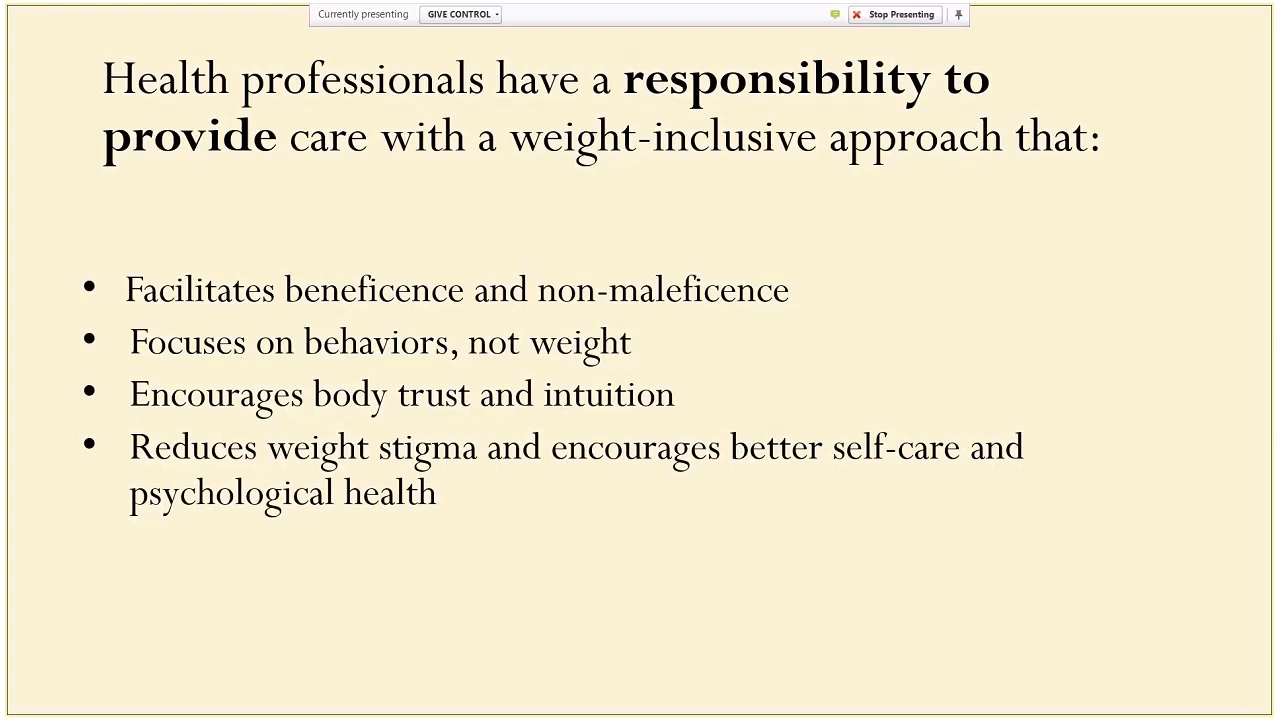 Currently presenting GIVE CONTROL Stop Presenting
Health professionals have a responsibility to
provide care with a weight-inclusive approach that:
• Facilitates beneficence and non-maleficence
• Focuses on behaviors, not weight
• Encourages body trust and intuition
• Reduces weight stigma and encourages better self-care and
psychological health